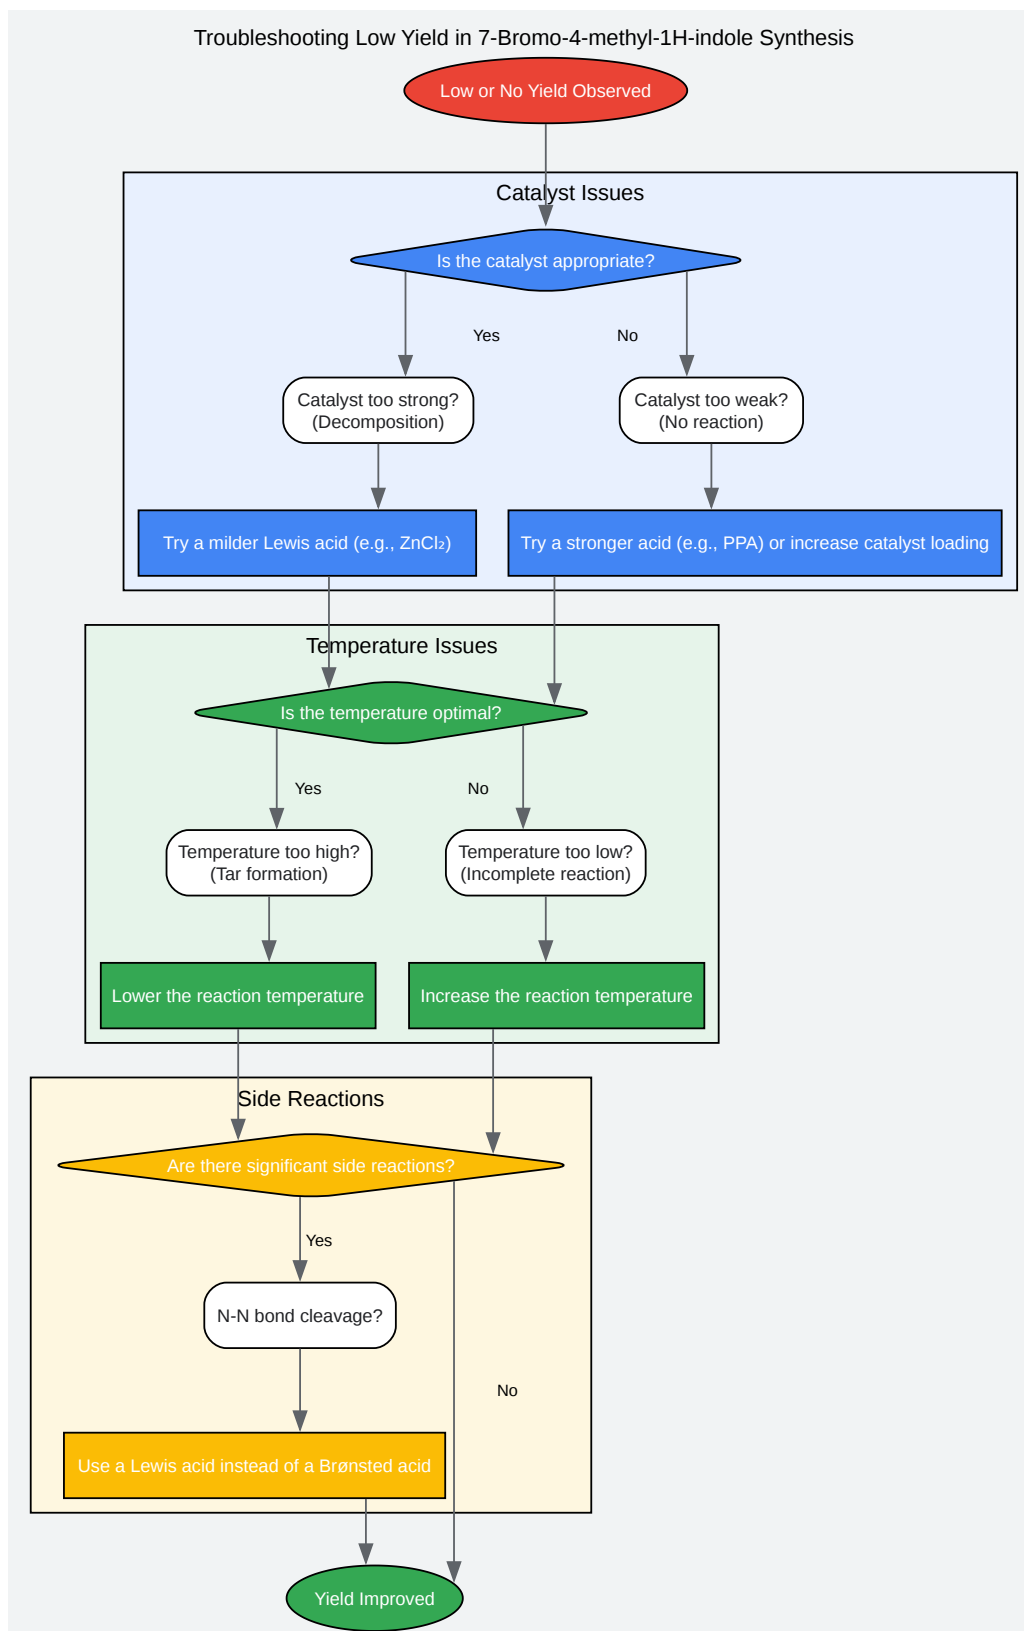 Troubleshooting Low Yield in 7-Bromo-4-methyl-1H-indole Synthesis
Low or No Yield Observed
Catalyst Issues
Is the catalyst appropriate?
Yes
No
Catalyst too strong?
(Decomposition)
Catalyst too weak?
(No reaction)
Try a milder Lewis acid (e.g., ZnCl₂)
Try a stronger acid (e.g., PPA) or increase catalyst loading
Temperature Issues
Is the temperature optimal?
Yes
No
Temperature too high?
(Tar formation)
Temperature too low?
(Incomplete reaction)
Lower the reaction temperature
Increase the reaction temperature
Side Reactions
Are there significant side reactions?
Yes
N-N bond cleavage?
No
Use a Lewis acid instead of a Brønsted acid
Yield Improved